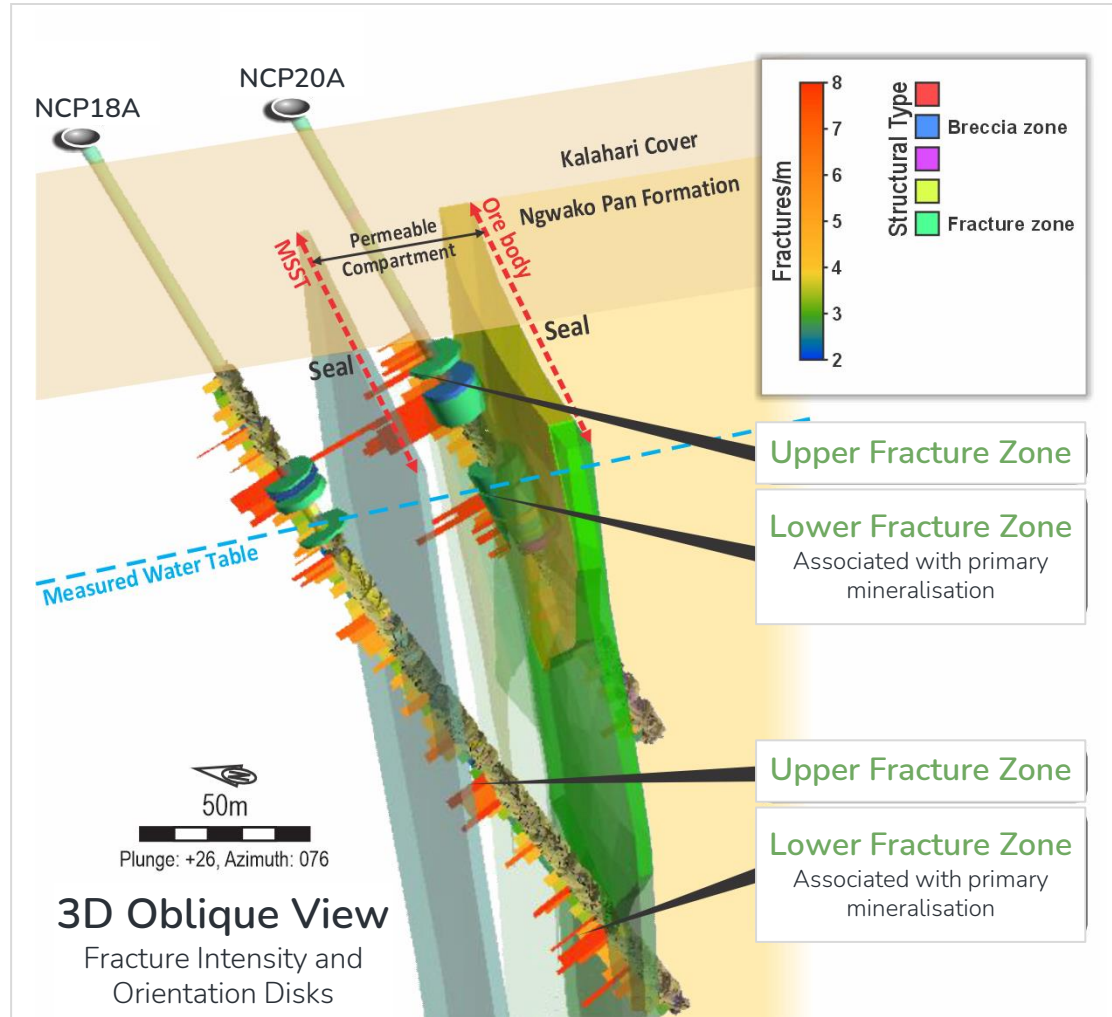 NCP18A
NCP20A
Kalahari Cover
Ngwako Pan Formation
Permeable
Compartment
MSST
Ore body
Seal
Seal
Measured Water Table
Fractures/m
8
7
6
5
4
3
2
Structural Type
Breccia zone
Fracture zone
Upper Fracture Zone
Lower Fracture Zone
Associated with primary
mineralisation
Upper Fracture Zone
Lower Fracture Zone
Associated with primary
mineralisation
N
50m
Plunge: +26, Azimuth: 076
3D Oblique View
Fracture Intensity and
Orientation Disks